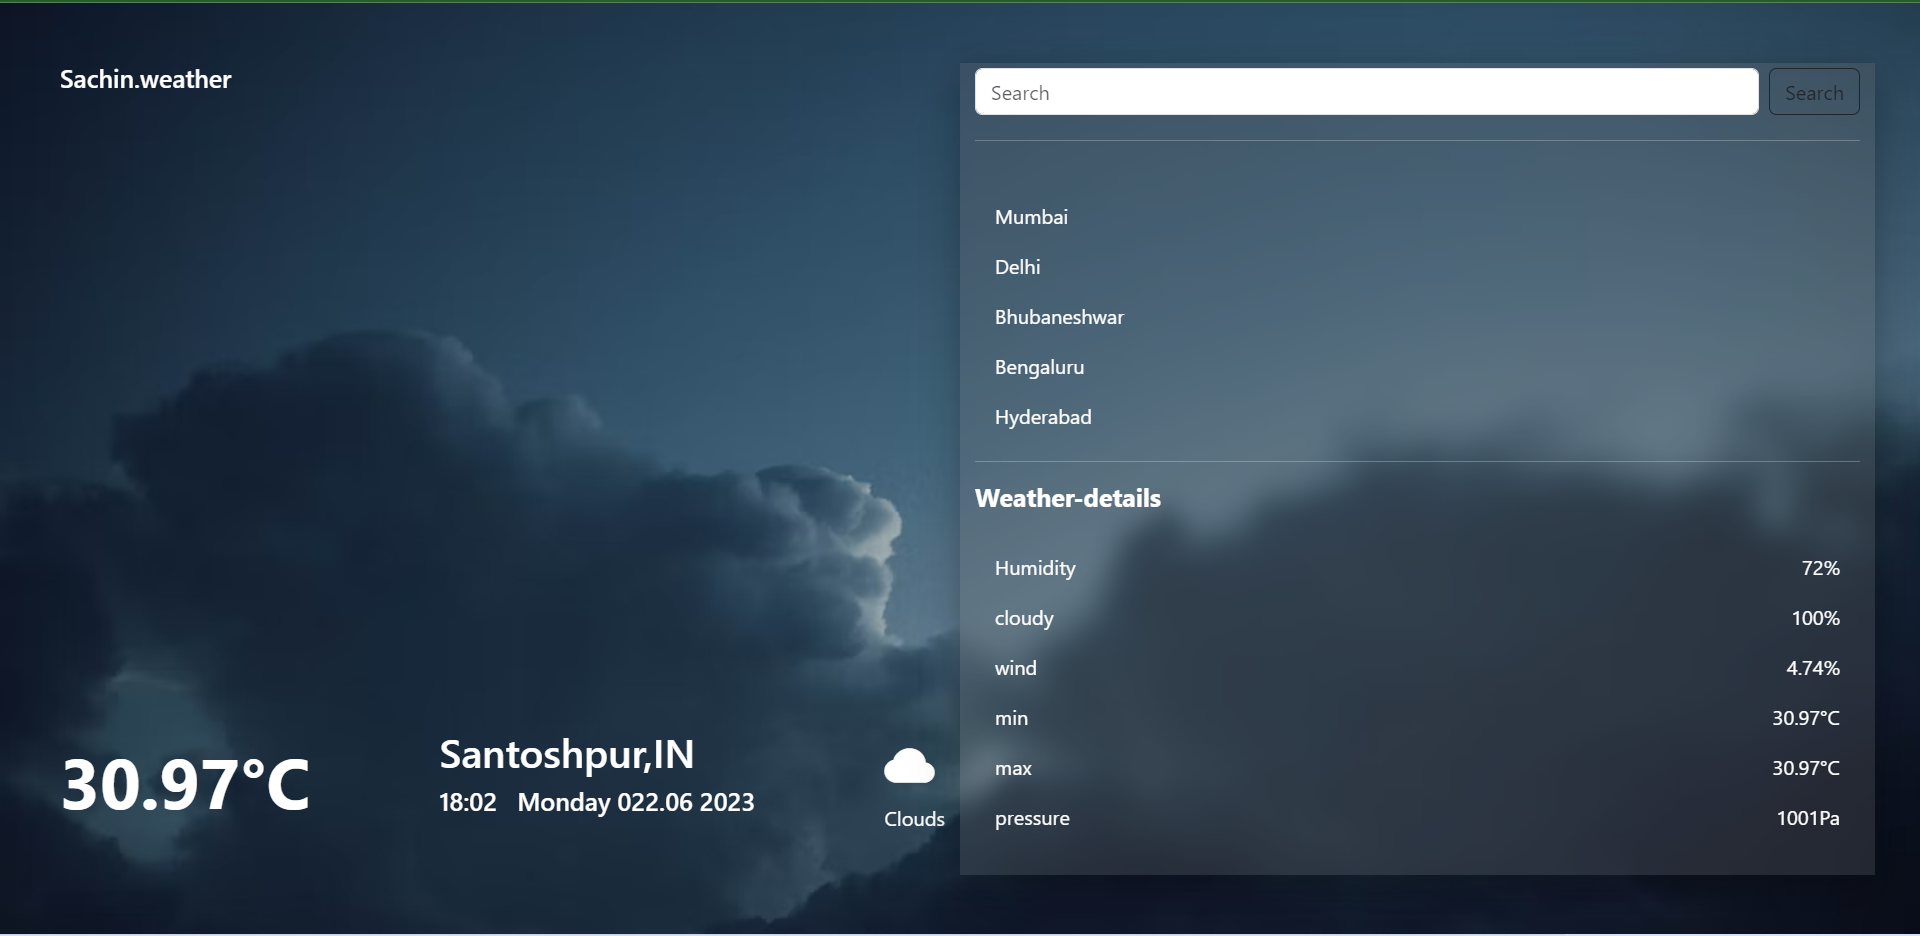 Sachin.weather
Search Search
Mumbai
Delhi
Bhubaneshwar
Bengaluru
Hyderabad
Weather-details
Humidity 72%
cloudy 100%
wind 4.74%
min 30.97°C
max 30.97°C
pressure 1001Pa
30.97°C
Santoshpur,IN
18:02 Monday 022.06 2023
Clouds